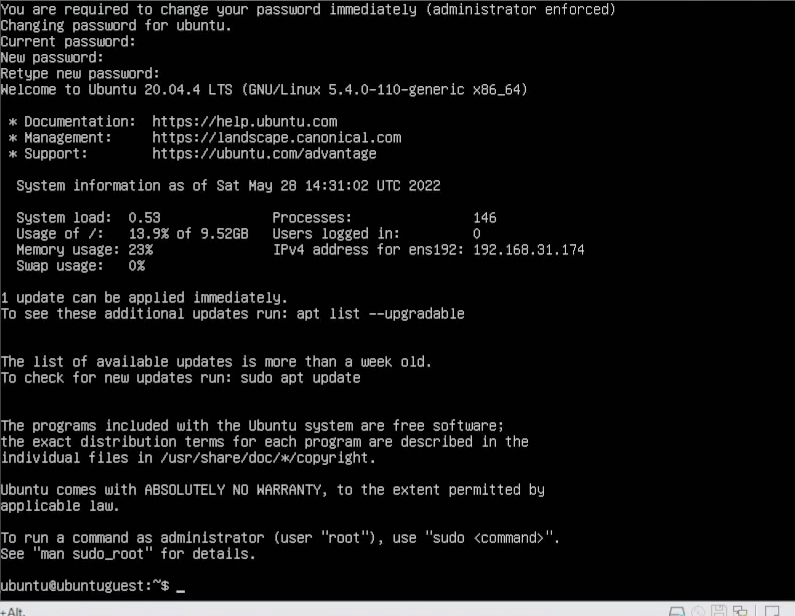 You are required to change your password immediately (administrator enforced)
Changing password for ubuntu.
Current password:
New password:
Retype new password:
Welcome to Ubuntu 20.04.4 LTS (GNU/Linux 5.4.0-110-generic x86_64)
* Documentation:  https://help.ubuntu.com
* Management:     https://landscape.canonical.com
* Support:        https://ubuntu.com/advantage
System information as of Sat May 28 14:31:02 UTC 2022
System load:  0.53              Processes:               146
Usage of /:   13.9% of 9.52GB   Users logged in:         0
Memory usage: 23%               IPv4 address for ens192: 192.168.31.174
Swap usage:   0%
1 update can be applied immediately.
To see these additional updates run: apt list --upgradable
The list of available updates is more than a week old.
To check for new updates run: sudo apt update
The programs included with the Ubuntu system are free software;
the exact distribution terms for each program are described in the
individual files in /usr/share/doc/*/copyright.
Ubuntu comes with ABSOLUTELY NO WARRANTY, to the extent permitted by
applicable law.
To run a command as administrator (user "root"), use "sudo <command>".
See "man sudo_root" for details.
ubuntu@ubuntuguest:~$ _
+Alt.